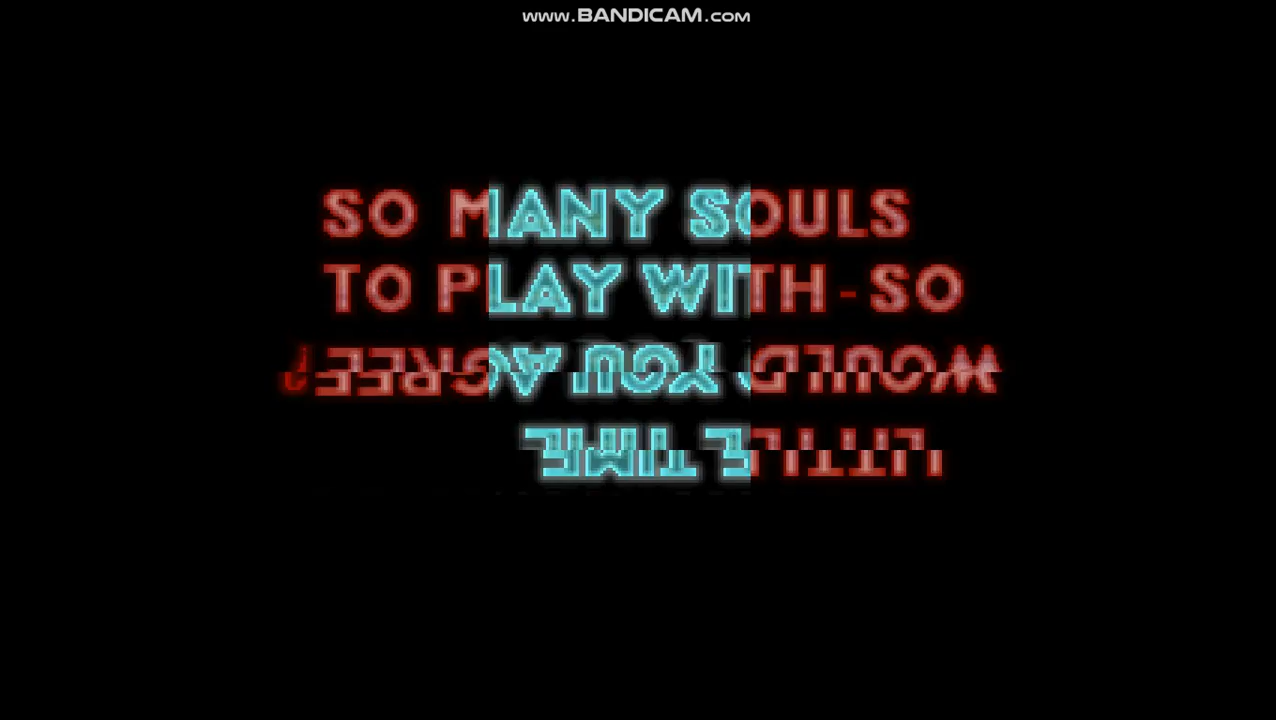 www.BANDICAM.com
SO MANY SOULS
TO PLAY WITH-SO
WOULD YOU AGREE?
LITTLE TIME